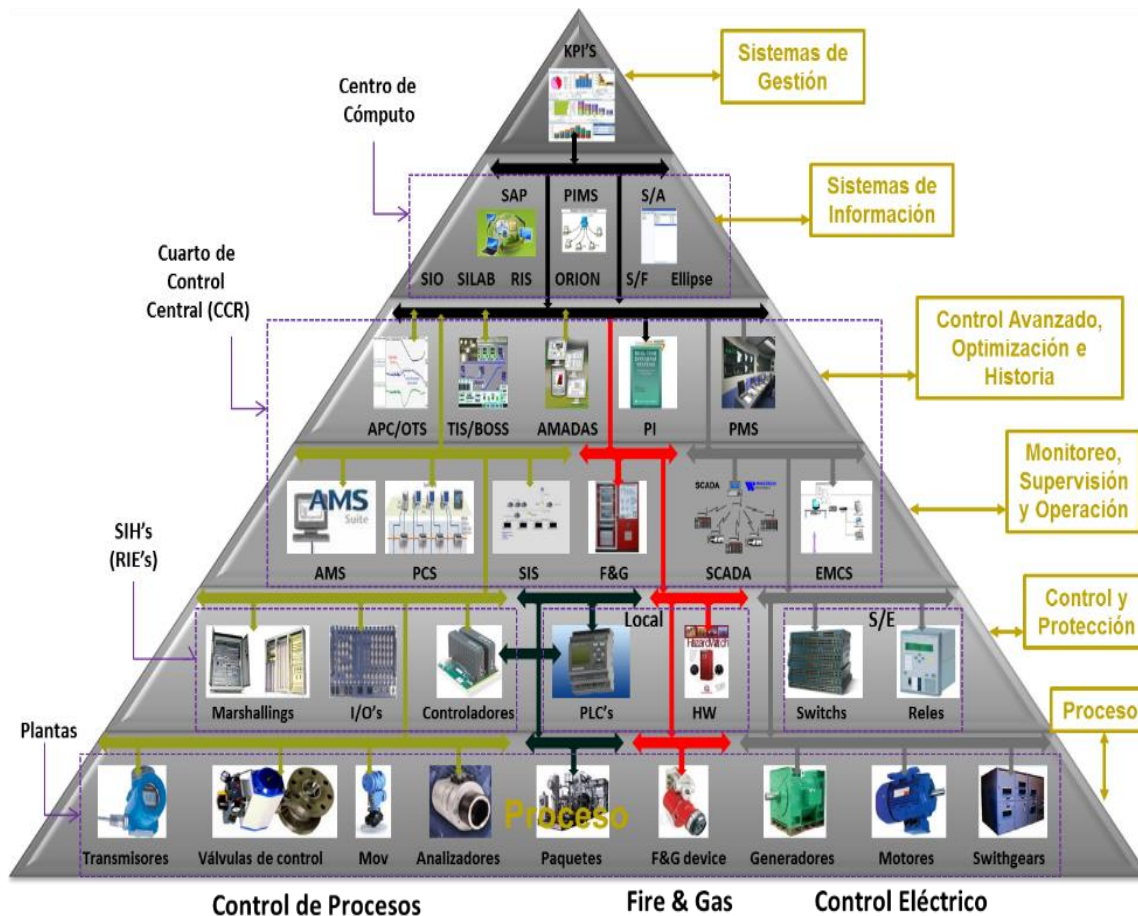 KPI'S
Sistemas de
Gestión
Centro de
Cómputo
SAP PIMS S/A
Sistemas de
Información
SIO SILAB RIS ORION S/F Ellipse
Cuarto de
Control
Central (CCR)
Control Avanzado,
Optimización e
Historia
APC/OTS TIS/BOSS AMADAS PI PMS
Monitoreo,
Supervisión
y Operación
SIH's
(RIE's)
AMS
Suite
SCADA
AMS PCS SIS F&G SCADA EMCS
Local
S/E
Control y
Protección
Marshallings I/O's Controladores PLC's HW Switchs Reles
Plantas
Proceso
Proceso
Transmisores Válvulas de control Mov Analizadores Paquetes F&G device Generadores Motores Swithgears
Control de Procesos Fire & Gas Control Eléctrico